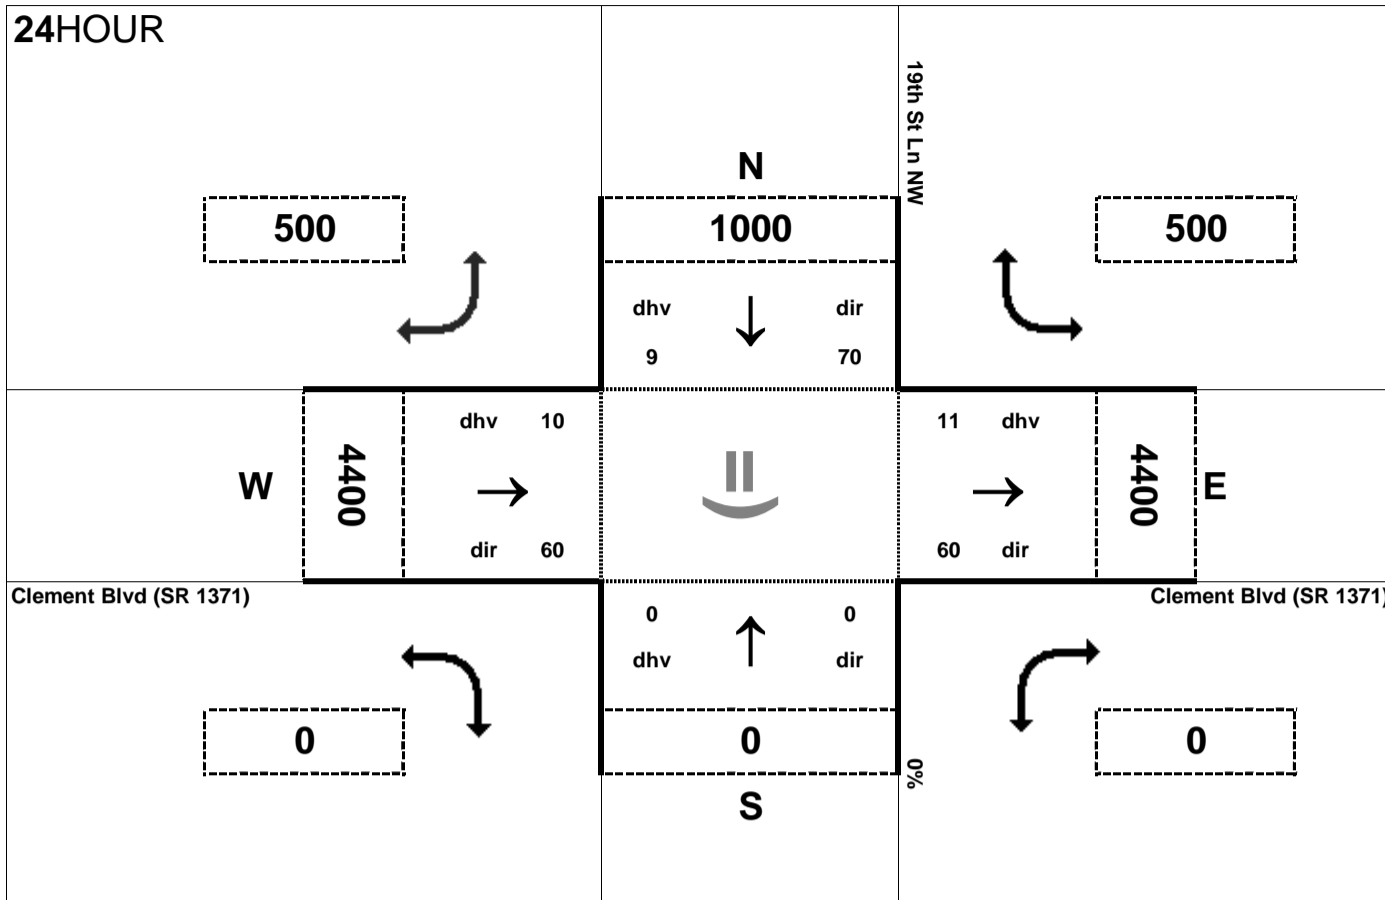 24HOUR
19th St Ln NW
N
500
1000
500
dhv
dir
9
70
dhv 10
11 dhv
W
4400
4400
E
dir 60
60 dir
Clement Blvd (SR 1371)
Clement Blvd (SR 1371)
0
0
dhv
dir
0
0
0
0%
S